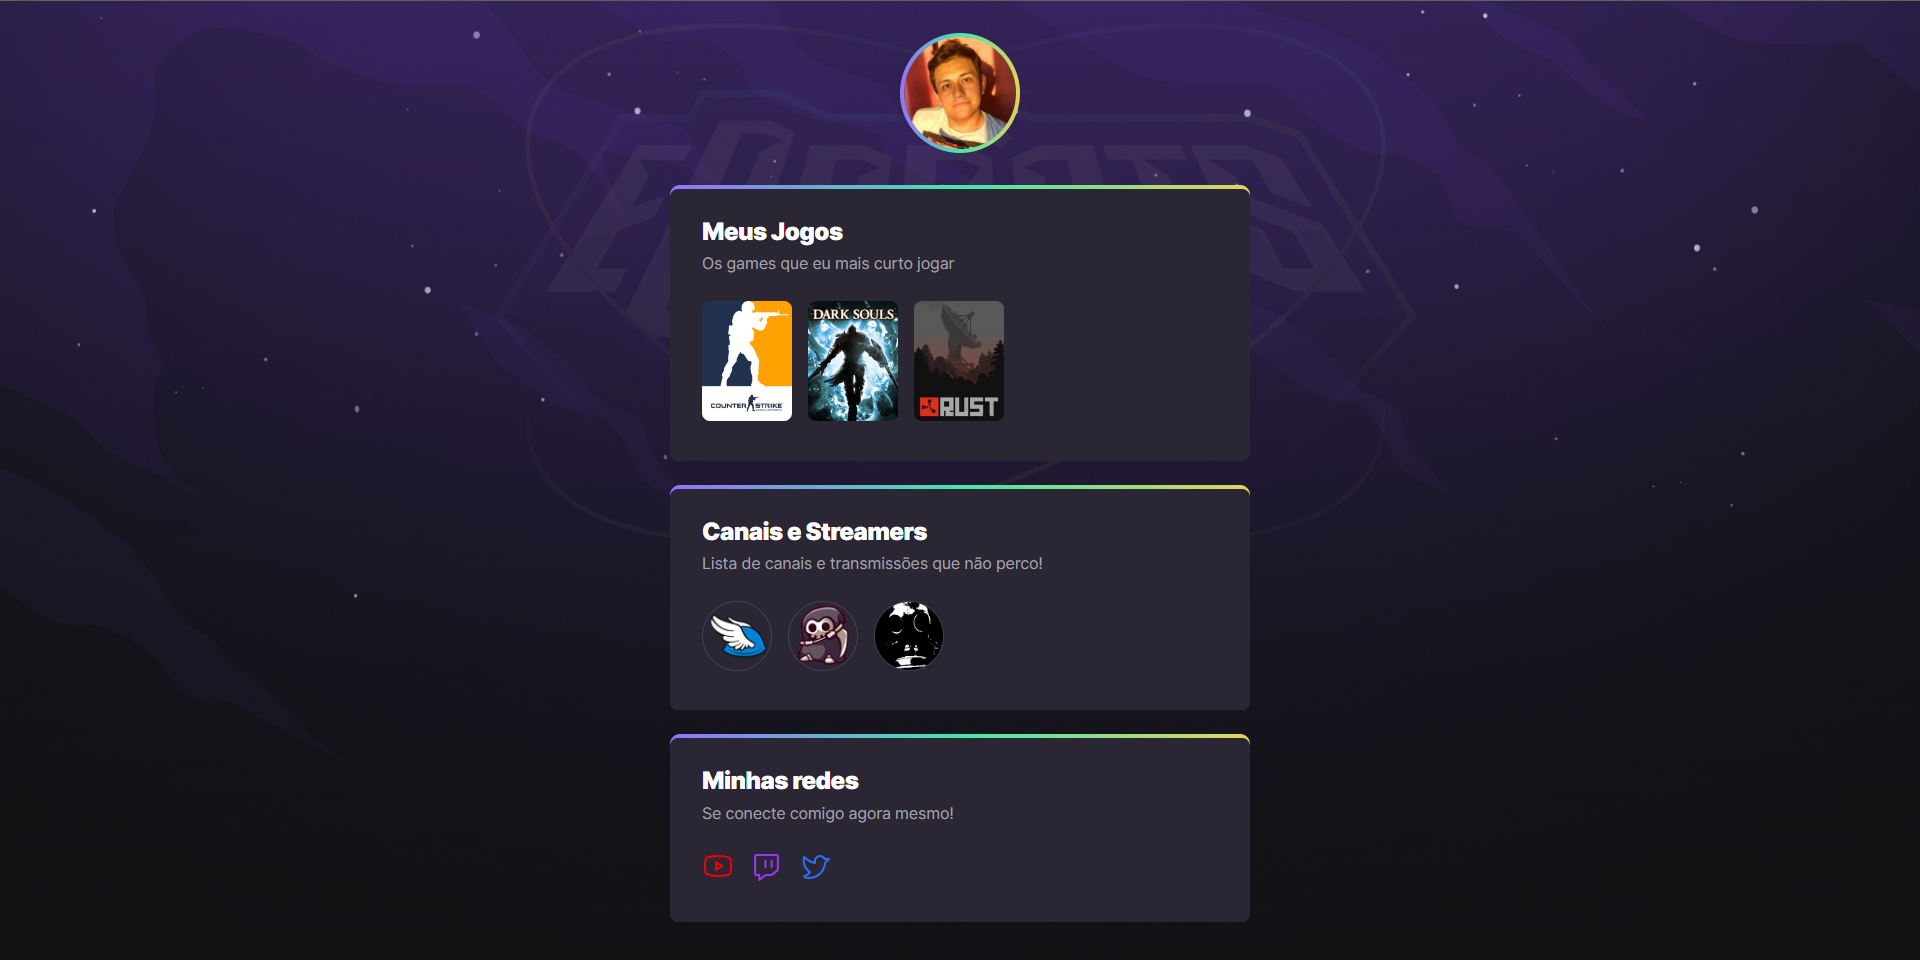 Meus Jogos
Os games que eu mais curto jogar
COUNTER STRIKE
DARK SOULS
RUST
Canais e Streamers
Lista de canais e transmissões que não perco!
Minhas redes
Se conecte comigo agora mesmo!